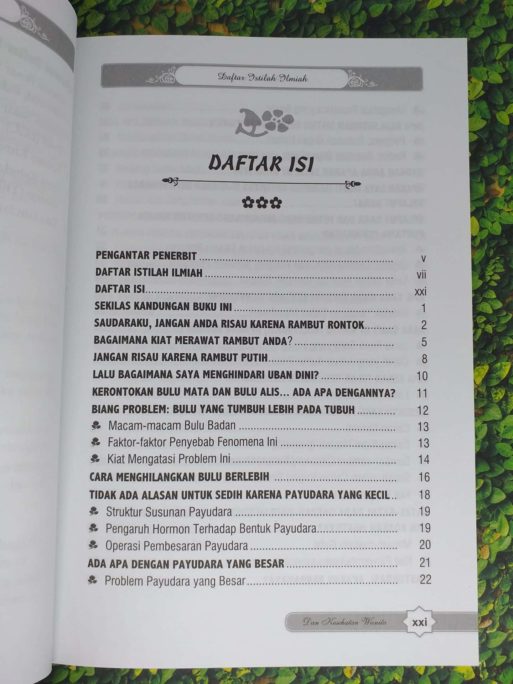 Daftar Istilah Ilmiah
DAFTAR ISI
PENGANTAR PENERBIT ........ v
DAFTAR ISTILAH ILMIAH ........ vii
DAFTAR ISI ........ xxi
SEKILAS KANDUNGAN BUKU INI ........ 1
SAUDARAKU, JANGAN ANDA RISAU KARENA RAMBUT RONTOK ........ 2
BAGAIMANA KIAT MERAWAT RAMBUT ANDA? ........ 5
JANGAN RISAU KARENA RAMBUT PUTIH ........ 8
LALU BAGAIMANA SAYA MENGHINDARI UBAN DINI? ........ 10
KERONTOKAN BULU MATA DAN BULU ALIS... ADA APA DENGANNYA? 11
BIANG PROBLEM: BULU YANG TUMBUH LEBIH PADA TUBUH ........ 12
Macam-macam Bulu Badan ........ 13
Faktor-faktor Penyebab Fenomena Ini ........ 13
Kiat Mengatasi Problem Ini ........ 14
CARA MENGHILANGKAN BULU BERLEBIH ........ 16
TIDAK ADA ALASAN UNTUK SEDIH KARENA PAYUDARA YANG KECIL .. 18
Struktur Susunan Payudara ........ 19
Pengaruh Hormon Terhadap Bentuk Payudara ........ 19
Operasi Pembesaran Payudara ........ 20
ADA APA DENGAN PAYUDARA YANG BESAR ........ 21
Problem Payudara yang Besar ........ 22
Dan Kesehatan Wanita xxi